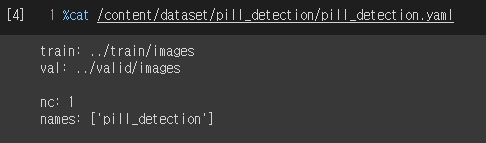 [4] 1 %cat /content/dataset/pill_detection/pill_detection.yaml
train: ../train/images
val: ../valid/images
nc: 1
names: ['pill_detection']